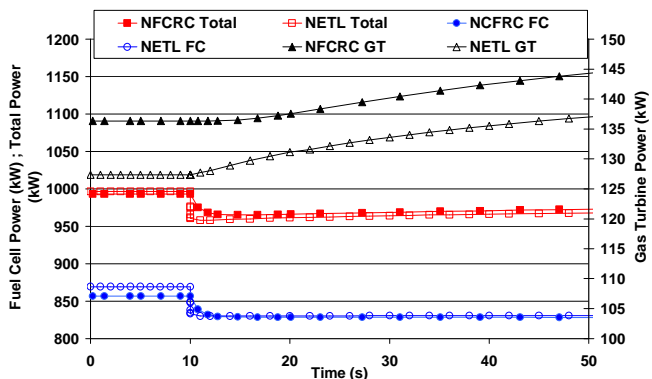 NFCRC Total
NETL Total
NCFRC FC
NETL FC
NFCRC GT
NETL GT
Fuel Cell Power (kW) ; Total Power
(kW)
1200
1150
1100
1050
1000
950
900
850
800
150
145
140
135
130
125
120
115
110
105
100
Gas Turbine Power (kW)
0
10
20
30
40
50
Time (s)